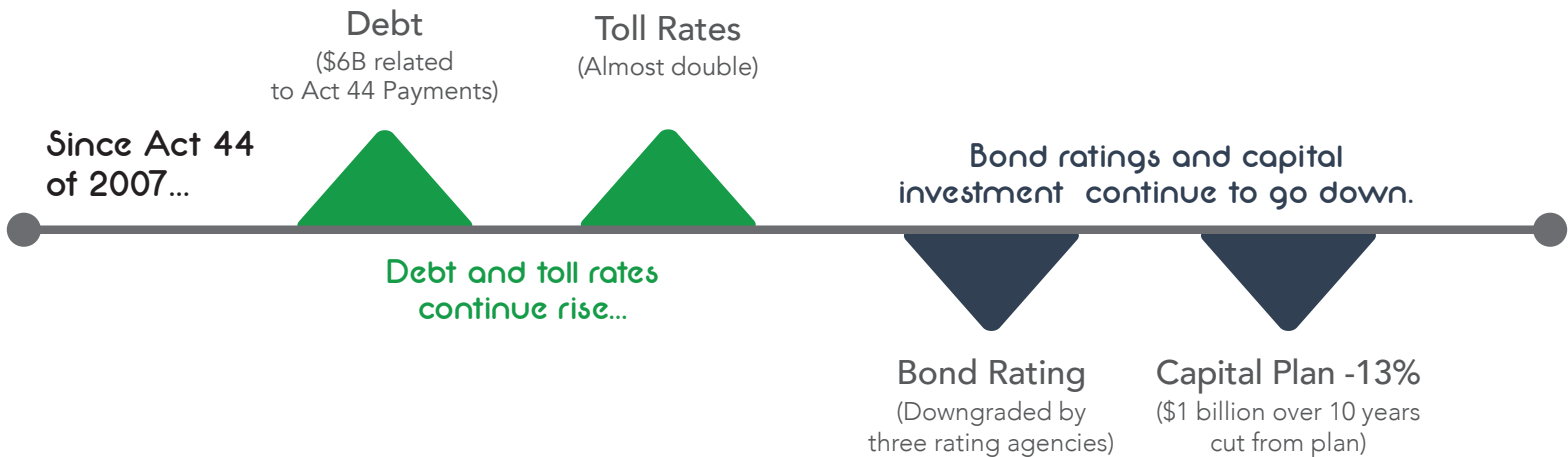 Since Act 44
of 2007...
Debt
($6B related
to Act 44 Payments)
Toll Rates
(Almost double)
Debt and toll rates
continue rise...
Bond ratings and capital
investment  continue to go down.
Bond Rating
(Downgraded by
three rating agencies)
Capital Plan -13%
($1 billion over 10 years
cut from plan)